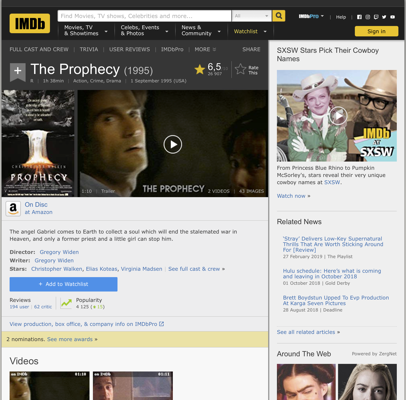 IMDb
Find Movies, TV shows, Celebrities and more...
All
IMDbPro
Help
Movies, TV & Showtimes
Celebs, Events & Photos
News & Community
Watchlist
Sign in
FULL CAST AND CREW | TRIVIA | USER REVIEWS | IMDbPro | MORE
SHARE
The Prophecy (1995)
6,5
Rate This
1h 38min | Action, Crime, Drama | 1 September 1995 (USA)
PROPHECY
1:10 | Trailer
THE PROPHECY
2 VIDEOS | 43 IMAGES
On Disc
at Amazon
The angel Gabriel comes to Earth to collect a soul which will end the stalemated war in
Heaven, and only a former priest and a little girl can stop him.
Director: Gregory Widen
Writer: Gregory Widen
Stars: Christopher Walken, Elias Koteas, Virginia Madsen | See full cast & crew »
+ Add to Watchlist
Reviews
194 user | 62 critic
Popularity
View production, box office, & company info on IMDbPro
2 nominations. See more awards »
Videos
SXSW Stars Pick Their Cowboy
Names
IMDb
AT
SXSW
From Princess Blue Rhino to Pumpkin
McSorley's, stars reveal their very unique
cowboy names at SXSW.
Watch now »
Related News
'Stray' Delivers Low-Key Supernatural
Thrills That Are Worth Sticking Around
For [Review]
27 February 2019 | The Playlist
Hulu schedule: Here's what is coming
and leaving in October 2018
01 October 2018 | Gold Derby
Brett Boydstun Upped To Evp Production
At Karga Seven Pictures
28 August 2018 | Deadline
See all related articles »
Around The Web
Powered by ZergNet